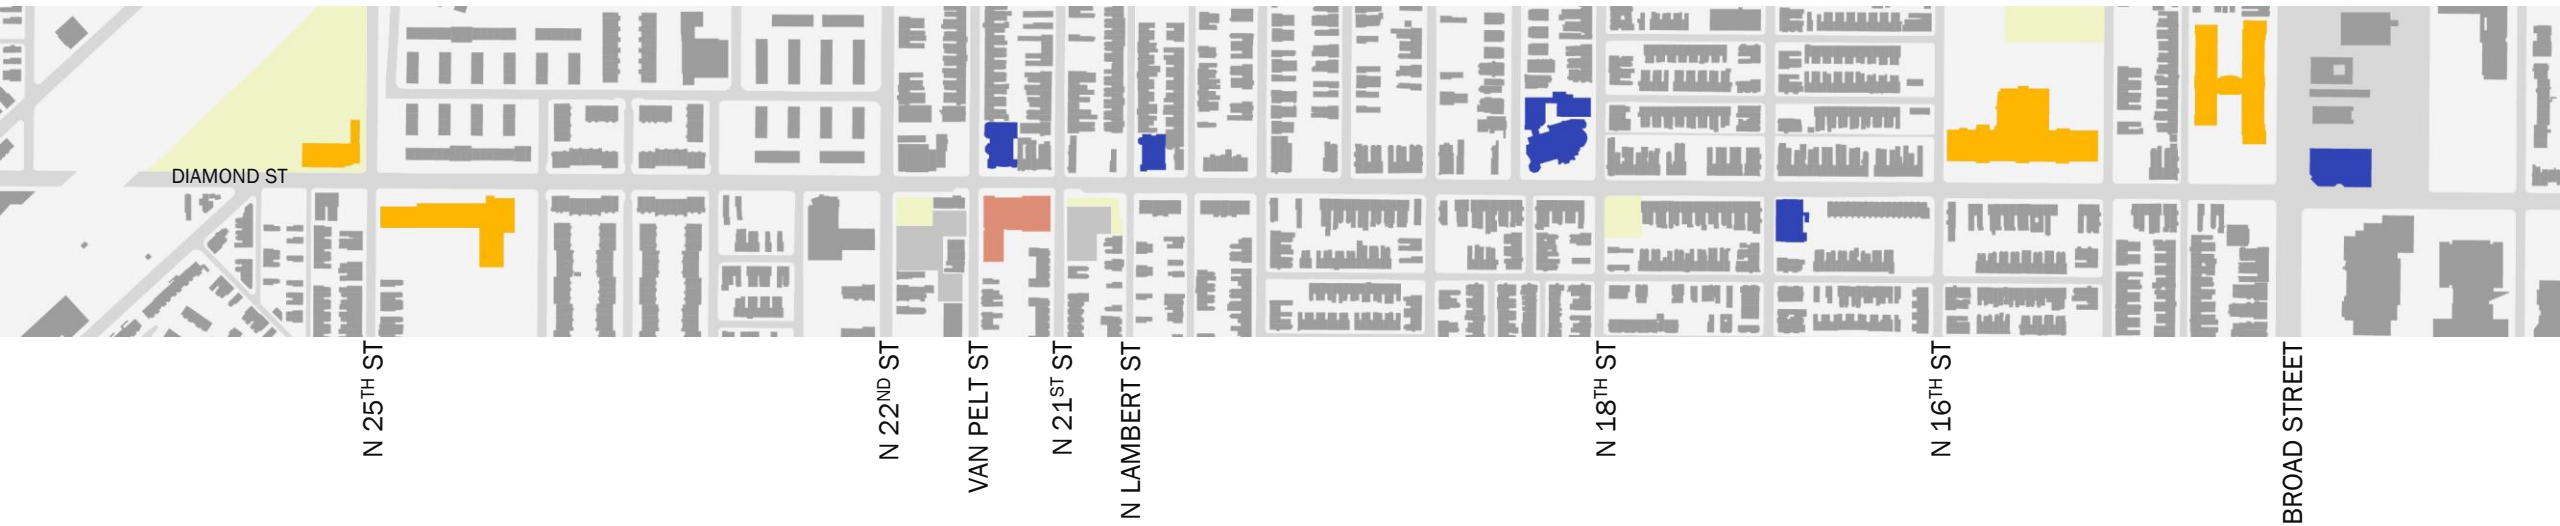 DIAMOND ST
N 25TH ST
N 22ND ST
VAN PELT ST
N 21ST ST
N LAMBERT ST
N 18TH ST
N 16TH ST
BROAD STREET